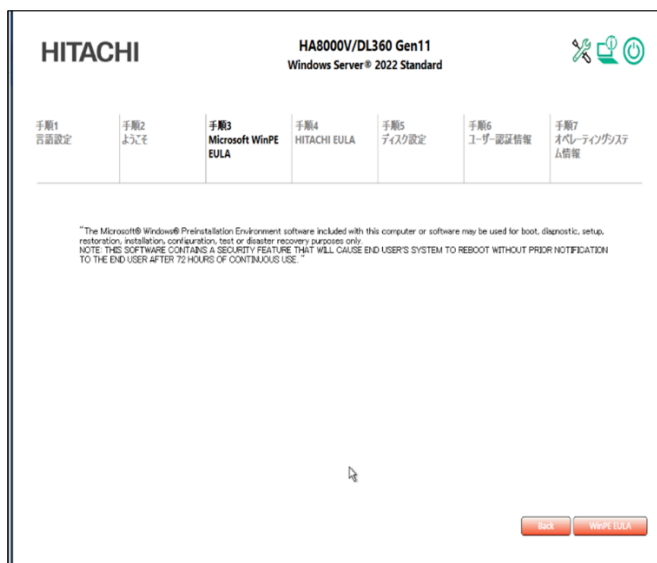 HITACHI
HA8000V/DL360 Gen11
Windows Server® 2022 Standard
手順1
言語設定
手順2
ようこそ
手順3
Microsoft WinPE
EULA
手順4
HITACHI EULA
手順5
ディスク設定
手順6
ユーザー認証情報
手順7
オペレーティングシステ
ム情報
"The Microsoft® Windows® Preinstallation Environment software included with this computer or software may be used for boot, diagnostic, setup,
restoration, installation, configuration, test or disaster recovery purposes only.
NOTE: THIS SOFTWARE CONTAINS A SECURITY FEATURE THAT WILL CAUSE END USER'S SYSTEM TO REBOOT WITHOUT PRIOR NOTIFICATION
TO THE END USER AFTER 72 HOURS OF CONTINUOUS USE. "
Back
WinPE EULA